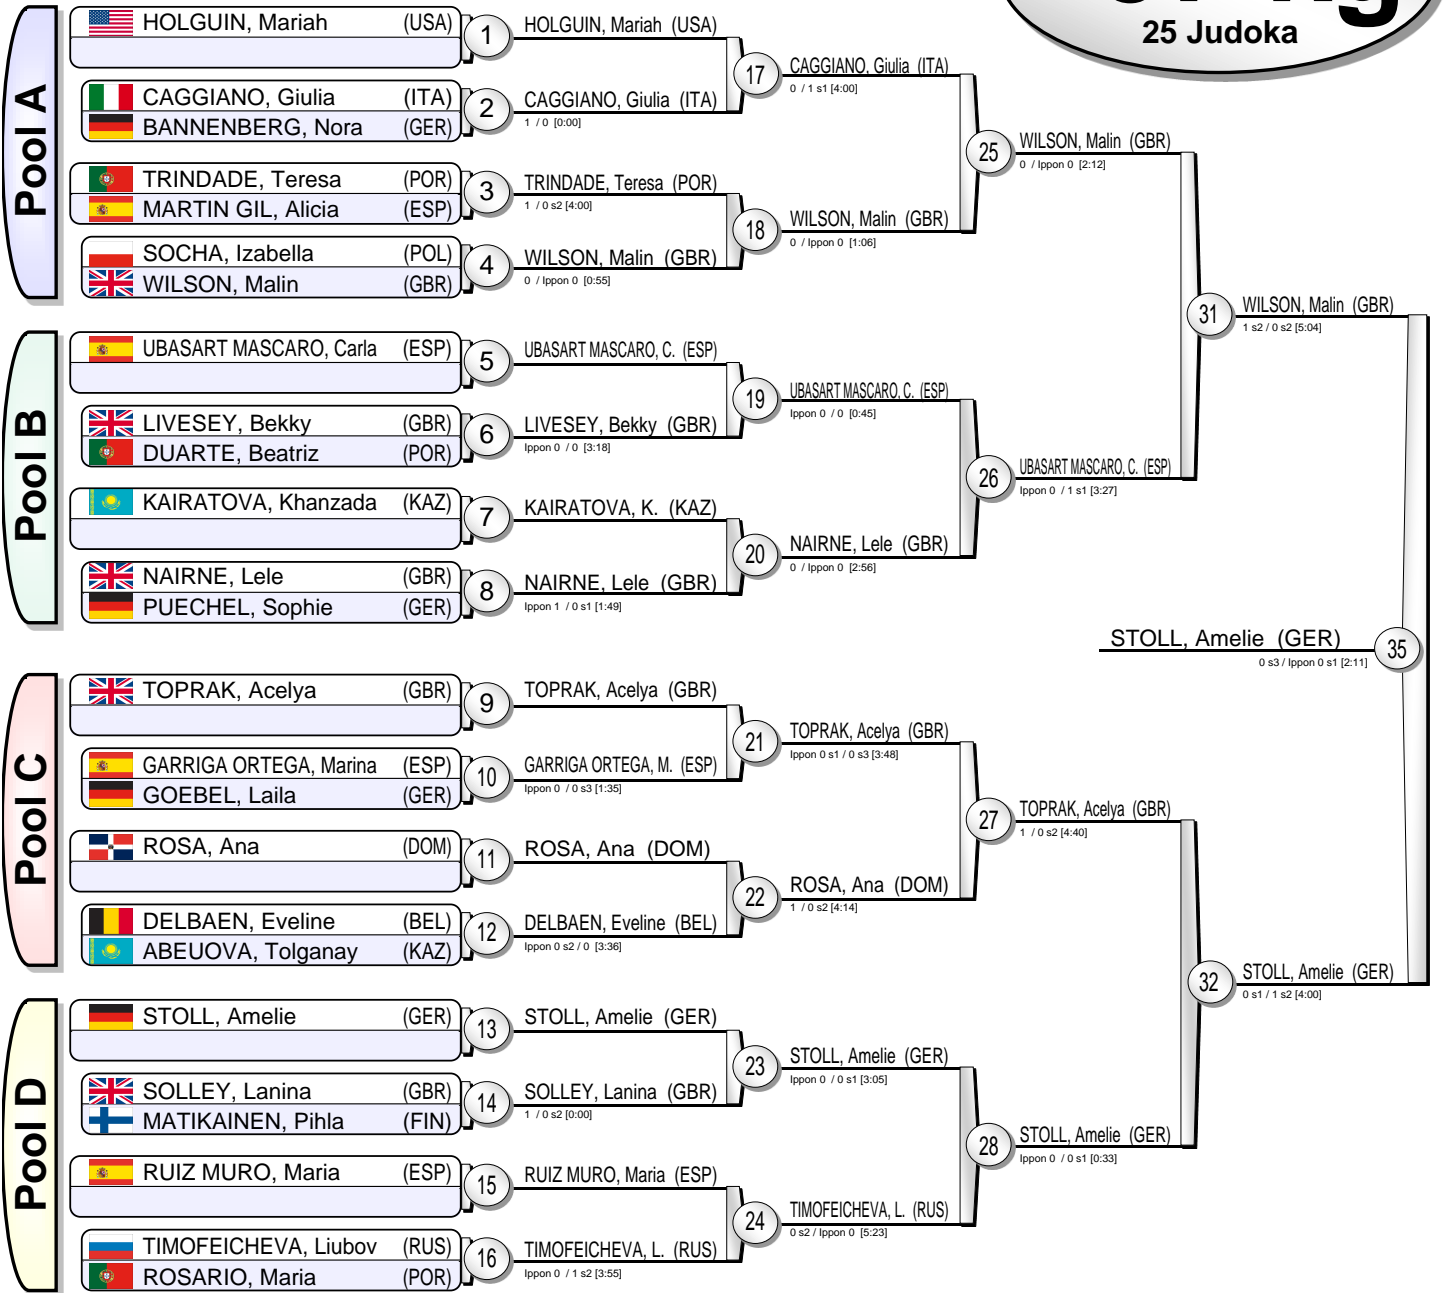 25 Judoka
Pool A
HOLGUIN, Mariah (USA)
CAGGIANO, Giulia (ITA)
BANNENBERG, Nora (GER)
TRINDADE, Teresa (POR)
MARTIN GIL, Alicia (ESP)
SOCHA, Izabella (POL)
WILSON, Malin (GBR)
1
2
3
4
HOLGUIN, Mariah (USA)
CAGGIANO, Giulia (ITA)
1 / 0 [0:00]
TRINDADE, Teresa (POR)
1 / 0 s2 [4:00]
WILSON, Malin (GBR)
0 / Ippon 0 [0:55]
17
18
CAGGIANO, Giulia (ITA)
0 / 1 s1 [4:00]
WILSON, Malin (GBR)
0 / Ippon 0 [1:06]
25
WILSON, Malin (GBR)
0 / Ippon 0 [2:12]
Pool B
UBASART MASCARO, Carla (ESP)
LIVESEY, Bekky (GBR)
DUARTE, Beatriz (POR)
KAIRATOVA, Khanzada (KAZ)
NAIRNE, Lele (GBR)
PUECHEL, Sophie (GER)
5
6
7
8
UBASART MASCARO, C. (ESP)
LIVESEY, Bekky (GBR)
Ippon 0 / 0 [3:18]
KAIRATOVA, K. (KAZ)
NAIRNE, Lele (GBR)
Ippon 1 / 0 s1 [1:49]
19
20
UBASART MASCARO, C. (ESP)
Ippon 0 / 0 [0:45]
NAIRNE, Lele (GBR)
0 / Ippon 0 [2:56]
26
UBASART MASCARO, C. (ESP)
Ippon 0 / 1 s1 [3:27]
31
WILSON, Malin (GBR)
1 s2 / 0 s2 [5:04]
Pool C
TOPRAK, Acelya (GBR)
GARRIGA ORTEGA, Marina (ESP)
GOEBEL, Laila (GER)
ROSA, Ana (DOM)
DELBAEN, Eveline (BEL)
ABEUOVA, Tolganay (KAZ)
9
10
11
12
TOPRAK, Acelya (GBR)
GARRIGA ORTEGA, M. (ESP)
Ippon 0 / 0 s3 [1:35]
ROSA, Ana (DOM)
DELBAEN, Eveline (BEL)
Ippon 0 s2 / 0 [3:36]
21
22
TOPRAK, Acelya (GBR)
Ippon 0 s1 / 0 s3 [3:48]
ROSA, Ana (DOM)
1 / 0 s2 [4:14]
27
TOPRAK, Acelya (GBR)
1 / 0 s2 [4:40]
Pool D
STOLL, Amelie (GER)
SOLLEY, Lanina (GBR)
MATIKAINEN, Pihla (FIN)
RUIZ MURO, Maria (ESP)
TIMOFEICHEVA, Liubov (RUS)
ROSARIO, Maria (POR)
13
14
15
16
STOLL, Amelie (GER)
SOLLEY, Lanina (GBR)
1 / 0 s2 [0:00]
RUIZ MURO, Maria (ESP)
TIMOFEICHEVA, L. (RUS)
Ippon 0 / 1 s2 [3:55]
23
24
STOLL, Amelie (GER)
Ippon 0 / 0 s1 [3:05]
TIMOFEICHEVA, L. (RUS)
0 s2 / Ippon 0 [5:23]
28
STOLL, Amelie (GER)
Ippon 0 / 0 s1 [0:33]
32
STOLL, Amelie (GER)
0 s1 / 1 s2 [4:00]
STOLL, Amelie (GER)
0 s3 / Ippon 0 s1 [2:11]
35